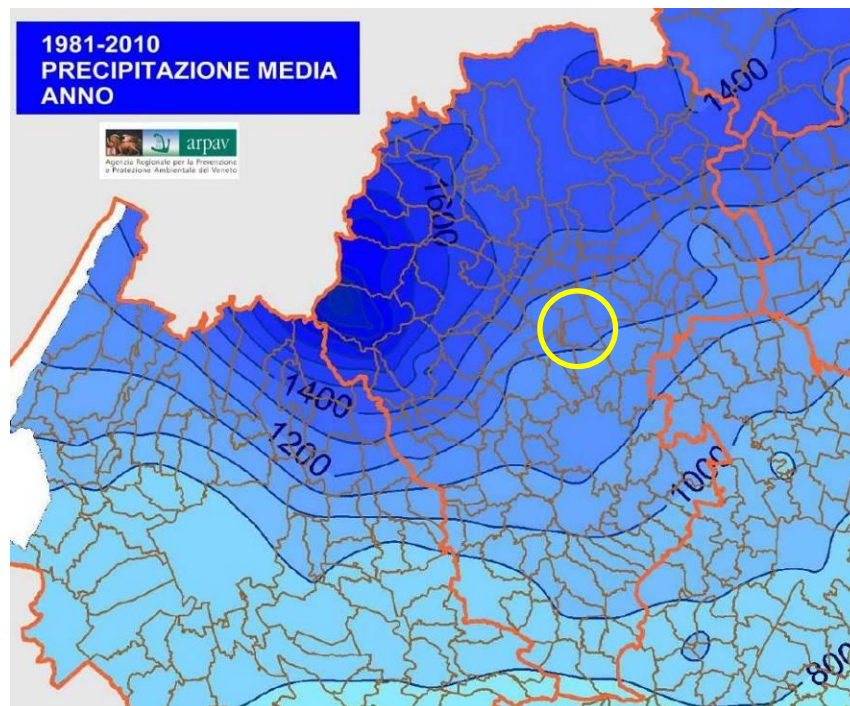 1981-2010
PRECIPITAZIONE MEDIA
ANNO
arpav
Agenzia Regionale per la Prevenzione
e Protezione Ambientale del Veneto
1400
1600
1400
1200
1000
800